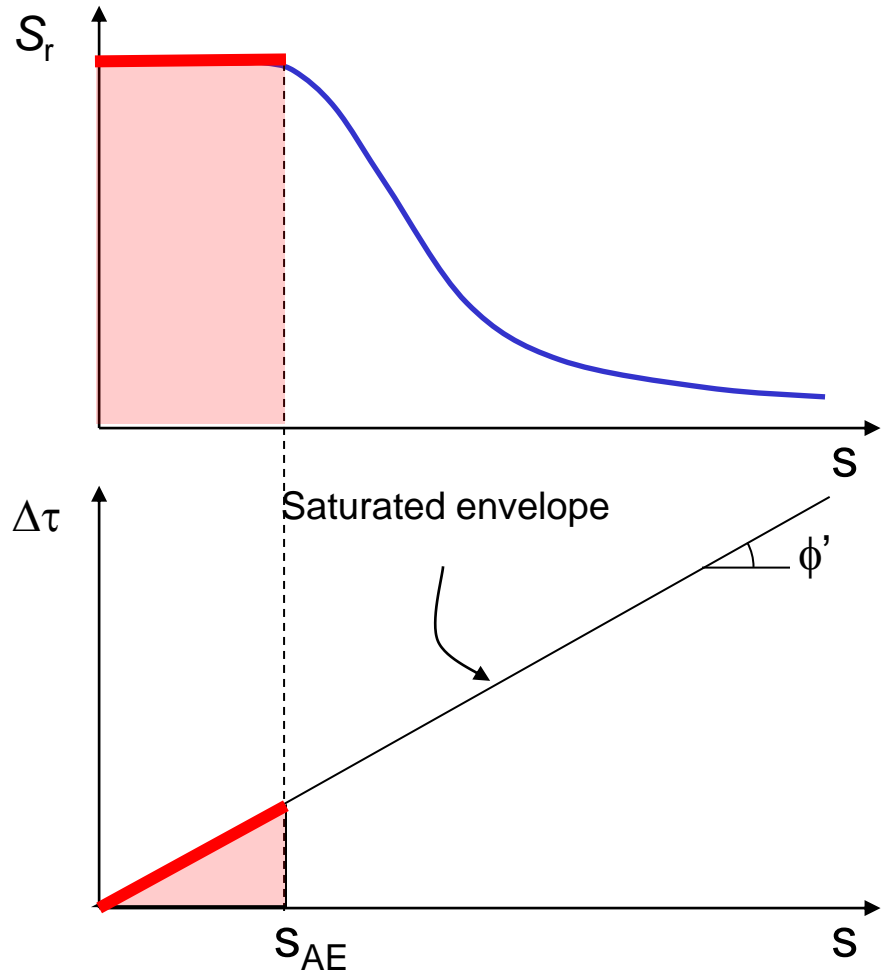 Sr
s
Δτ
Saturated envelope
ϕ'
sAE
s